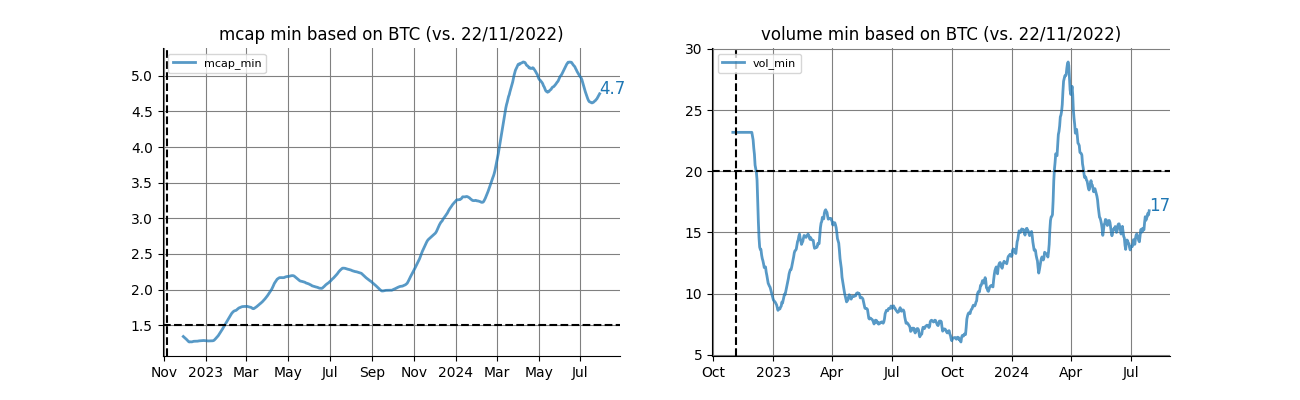 mcap min based on BTC (vs. 22/11/2022)
mcap_min
5.0
4.5
4.0
3.5
3.0
2.5
2.0
1.5
4.7
Nov 2023 Mar May Jul Sep Nov 2024 Mar May Jul
volume min based on BTC (vs. 22/11/2022)
vol_min
30
25
20
15
10
5
17
Oct 2023 Apr Jul Oct 2024 Apr Jul